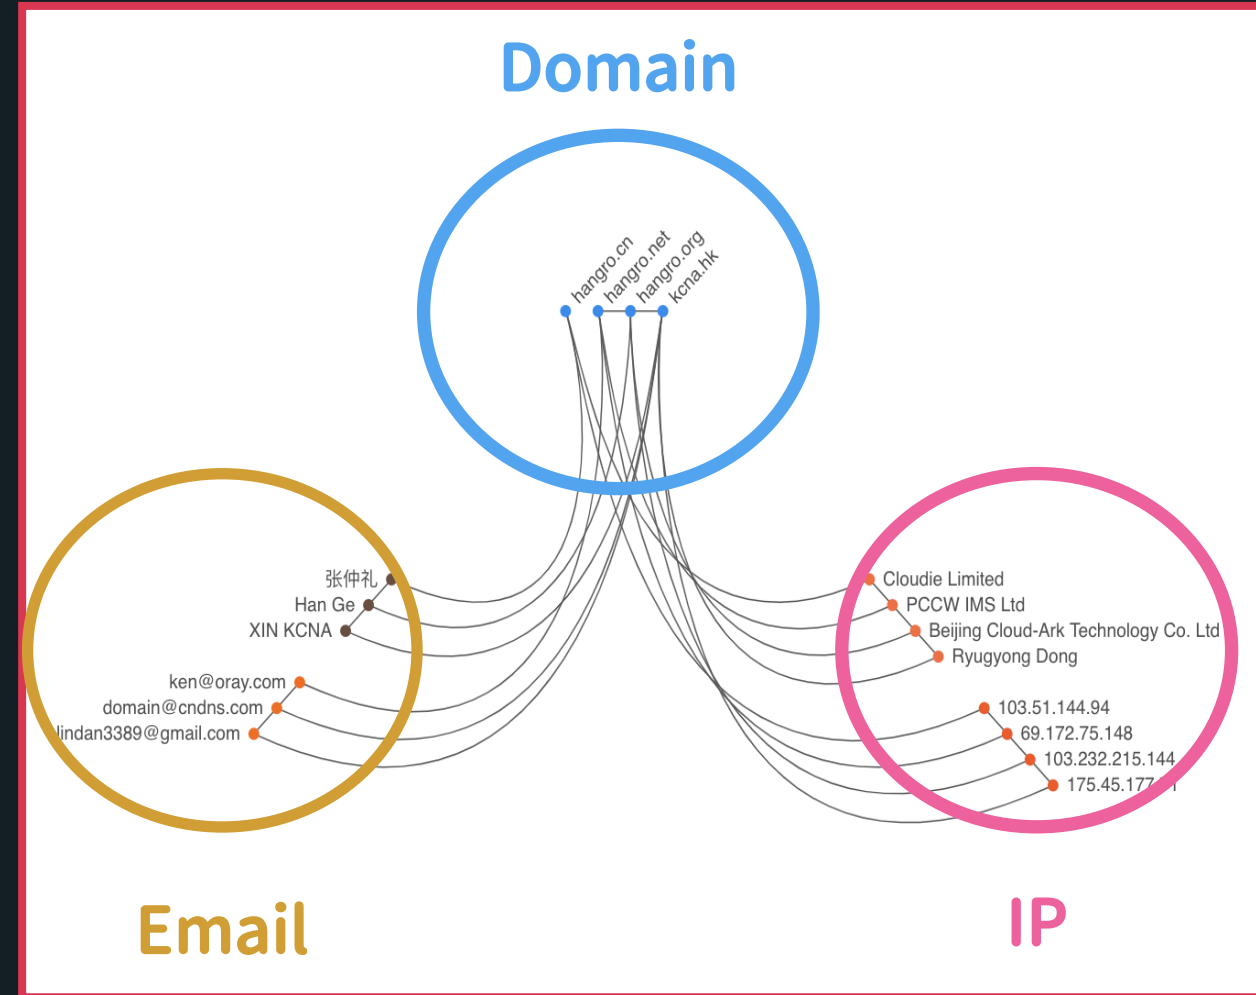 Domain
hangro.cn
hangro.net
hangro.org
kcna.hk
张仲礼
Han Ge
XIN KCNA
ken@oray.com
domain@cndns.com
lindan3389@gmail.com
Cloudie Limited
PCCW IMS Ltd
Beijing Cloud-Ark Technology Co. Ltd
Ryugyong Dong
103.51.144.94
69.172.75.148
103.232.215.144
Email
IP